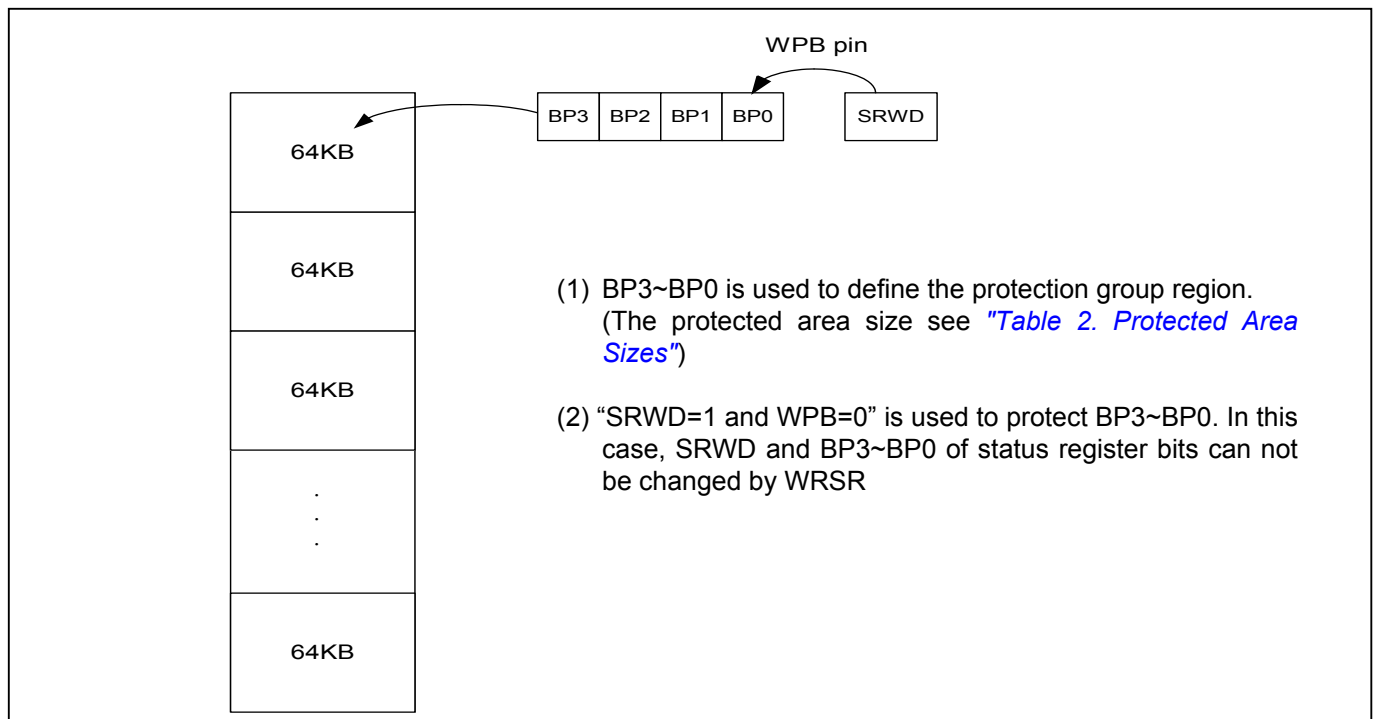 WPB pin
BP3 BP2 BP1 BP0 SRWD
64KB
64KB
64KB
.
.
.
64KB
(1) BP3~BP0 is used to define the protection group region.
(The protected area size see "Table 2. Protected Area
Sizes")
(2) “SRWD=1 and WPB=0” is used to protect BP3~BP0. In this
case, SRWD and BP3~BP0 of status register bits can not
be changed by WRSR